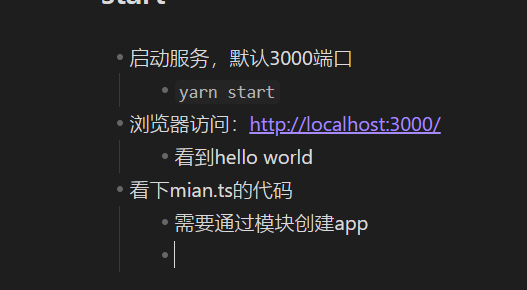 start
启动服务，默认3000端口
yarn start
浏览器访问：http://localhost:3000/
看到hello world
看下mian.ts的代码
需要通过模块创建app